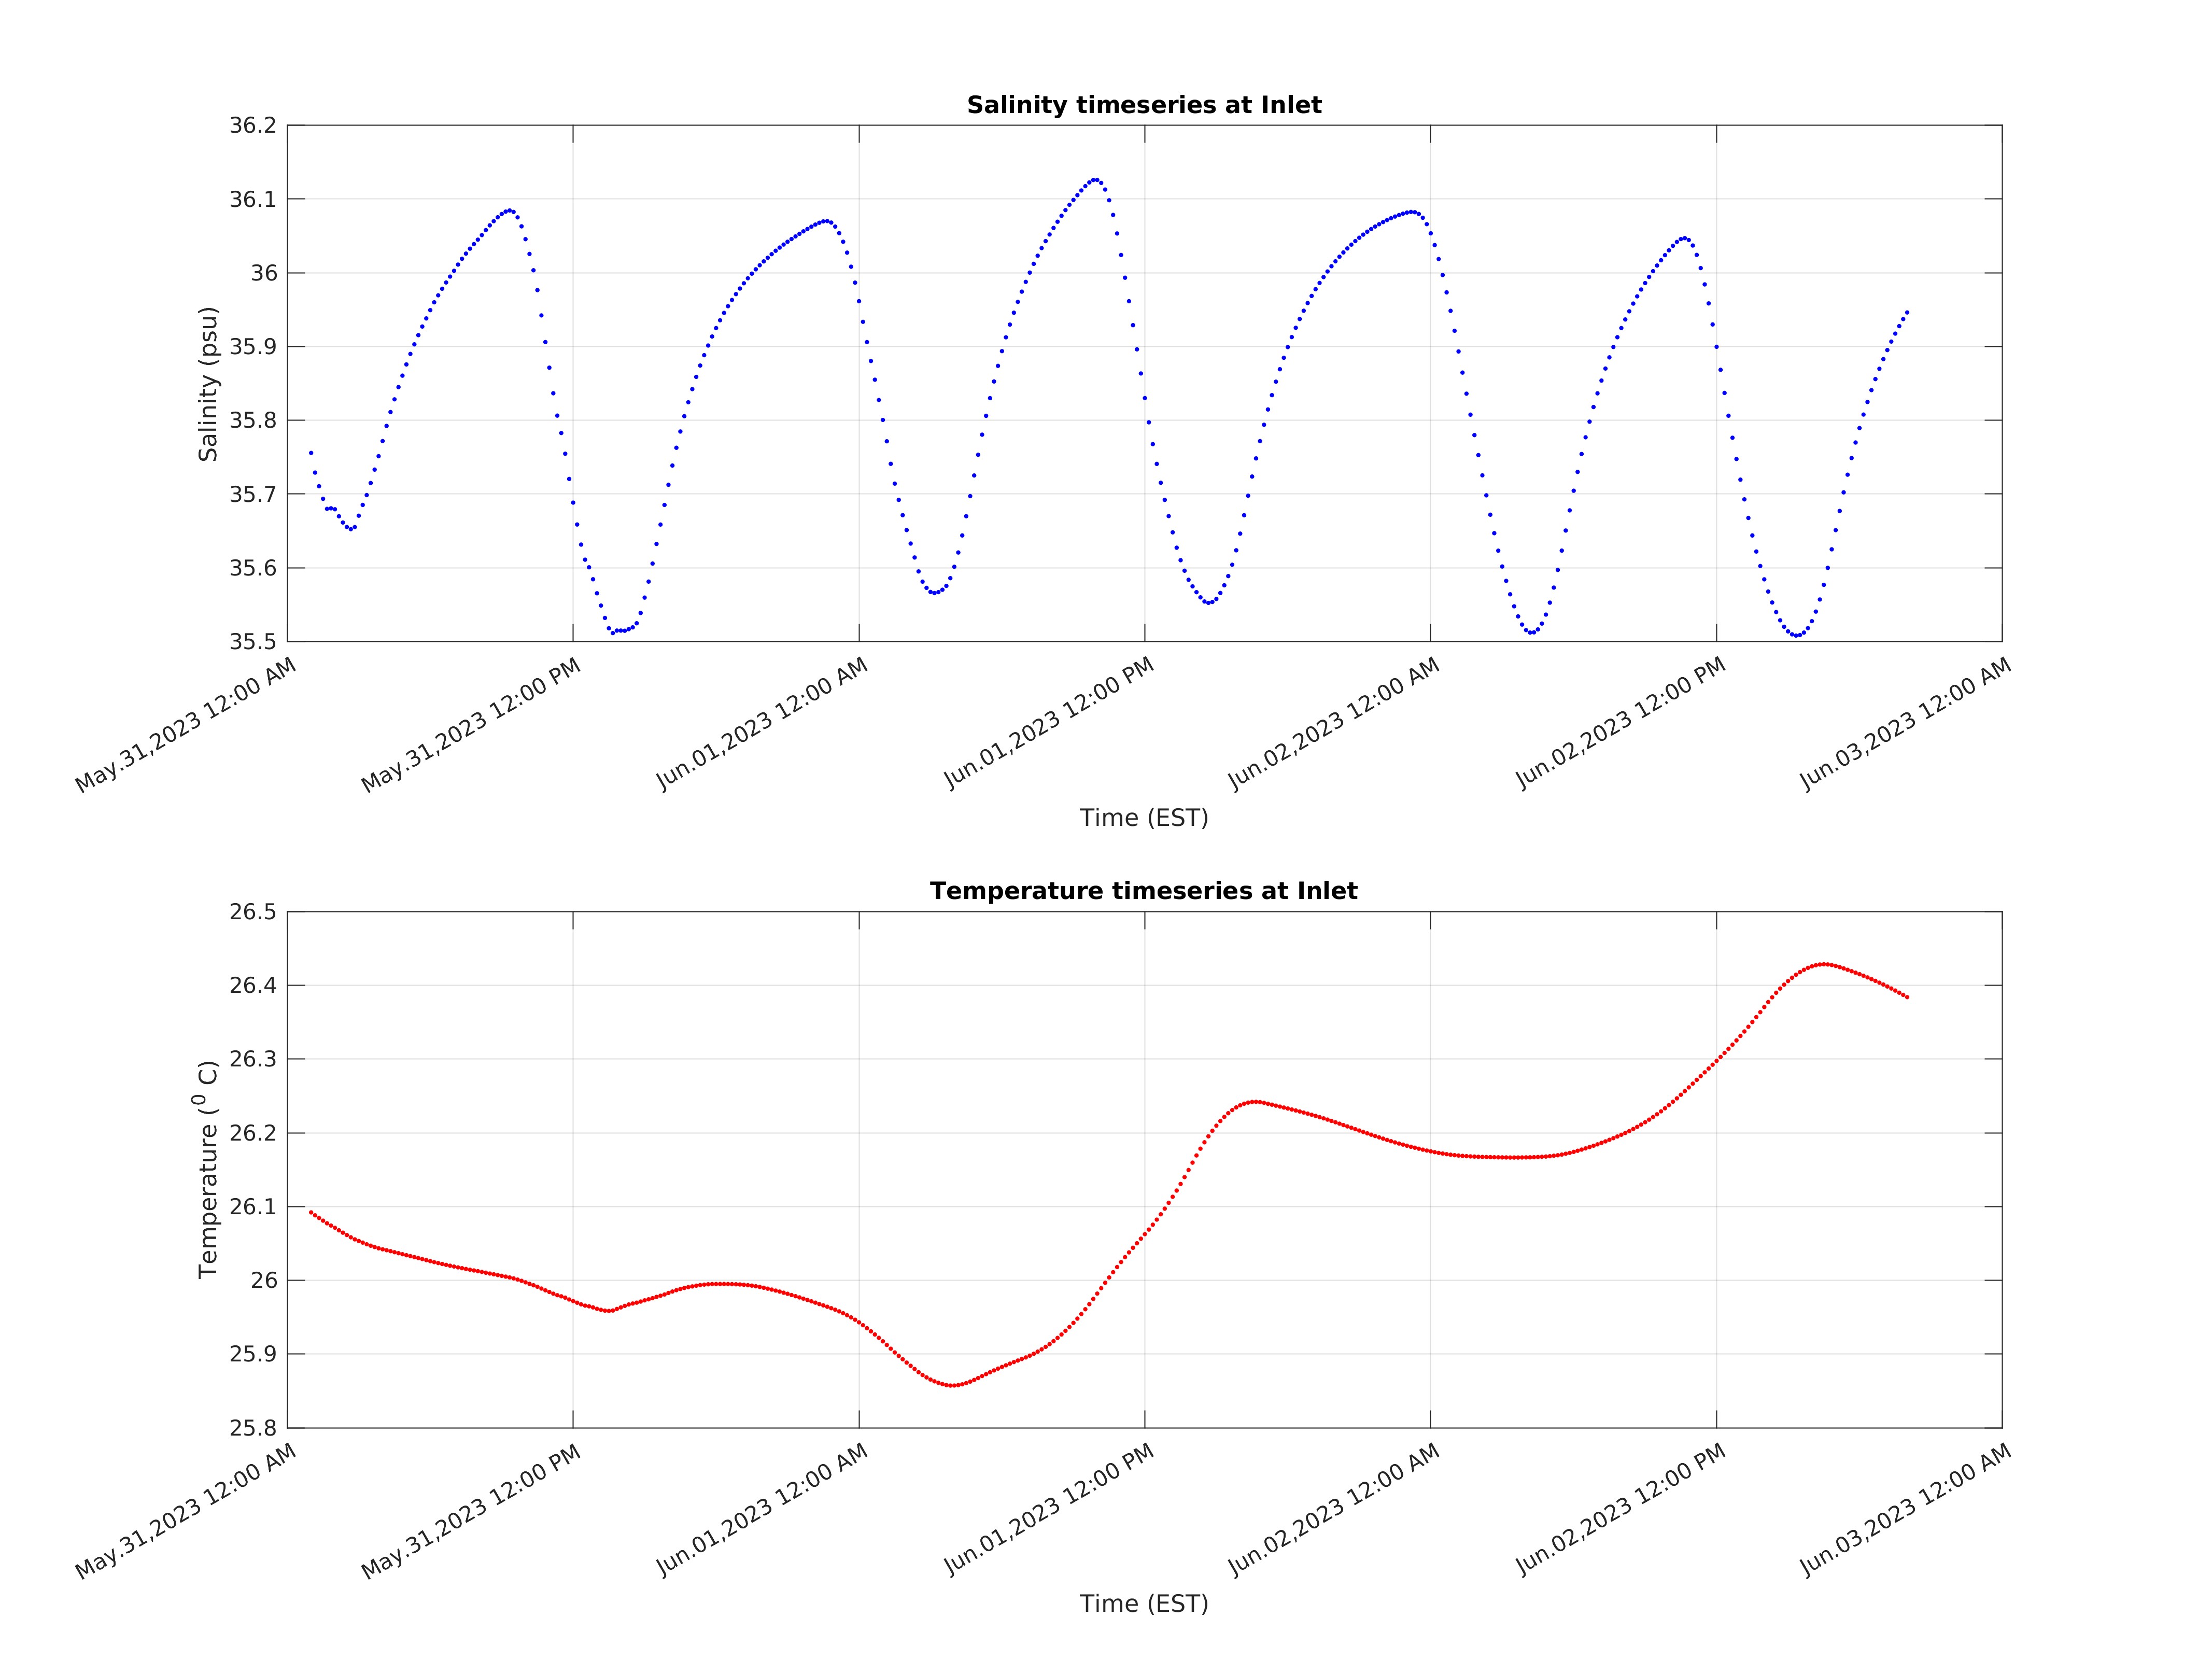 Salinity timeseries at Inlet
Salinity (psu)
36.2
36.1
36
35.9
35.8
35.7
35.6
35.5
May.31,2023 12:00 AM
May.31,2023 12:00 PM
Jun.01,2023 12:00 AM
Jun.01,2023 12:00 PM
Jun.02,2023 12:00 AM
Jun.02,2023 12:00 PM
Jun.03,2023 12:00 AM
Time (EST)
Temperature timeseries at Inlet
Temperature (⁰ C)
26.5
26.4
26.3
26.2
26.1
26
25.9
25.8
May.31,2023 12:00 AM
May.31,2023 12:00 PM
Jun.01,2023 12:00 AM
Jun.01,2023 12:00 PM
Jun.02,2023 12:00 AM
Jun.02,2023 12:00 PM
Jun.03,2023 12:00 AM
Time (EST)